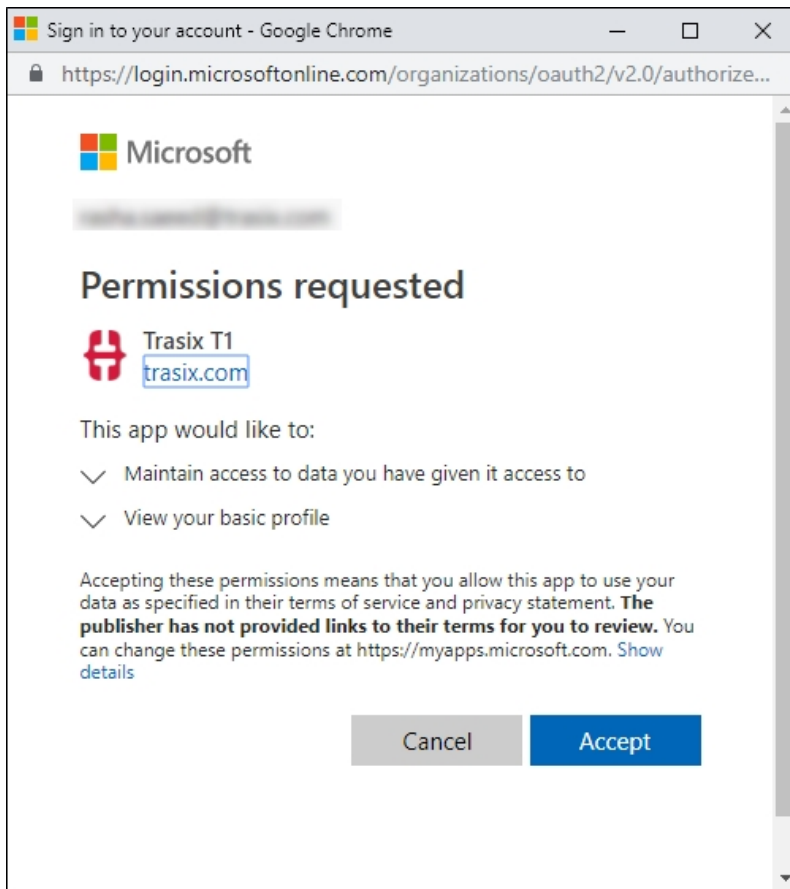 Sign in to your account - Google Chrome
https://login.microsoftonline.com/organizations/oauth2/v2.0/authorize...
Microsoft
Permissions requested
Trasix T1
trasix.com
This app would like to:
Maintain access to data you have given it access to
View your basic profile
Accepting these permissions means that you allow this app to use your
data as specified in their terms of service and privacy statement. The
publisher has not provided links to their terms for you to review. You
can change these permissions at https://myapps.microsoft.com. Show
details
Cancel Accept